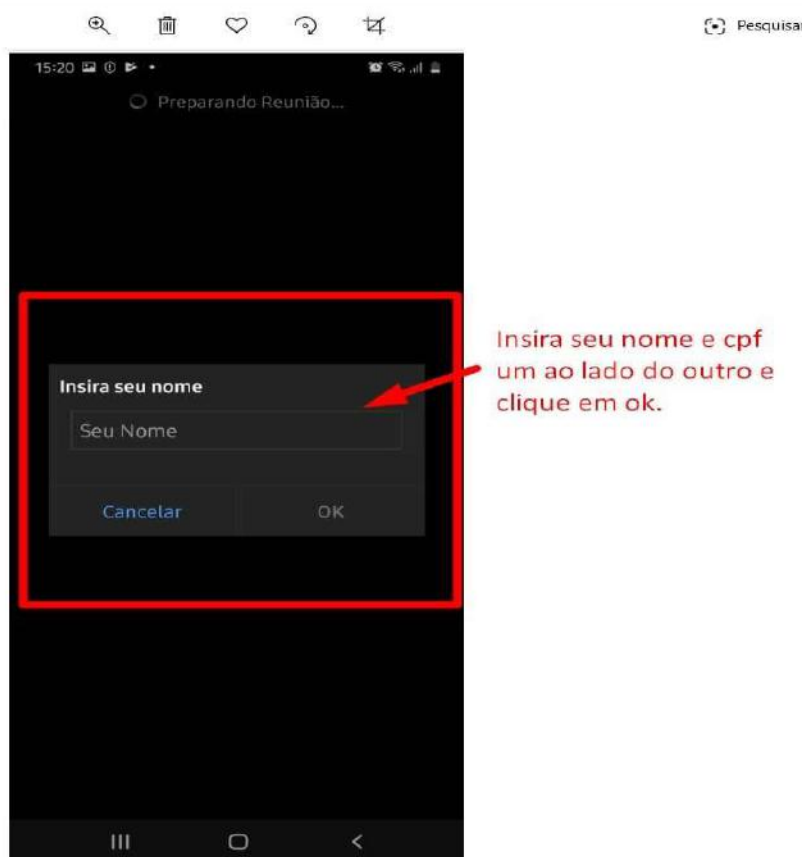 Pesquisar
15:20
Preparando Reunião...
Insira seu nome
Seu Nome
Cancelar OK
Insira seu nome e cpf
um ao lado do outro e
clique em ok.